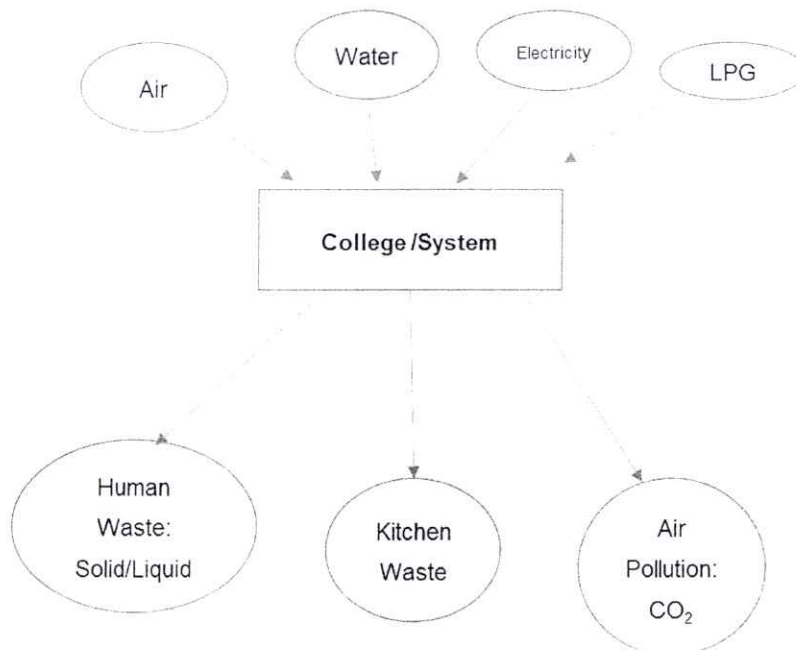 Air
Water
Electricity
LPG
College/System
Human
Waste:
Solid/Liquid
Kitchen
Waste
Air
Pollution:
CO₂